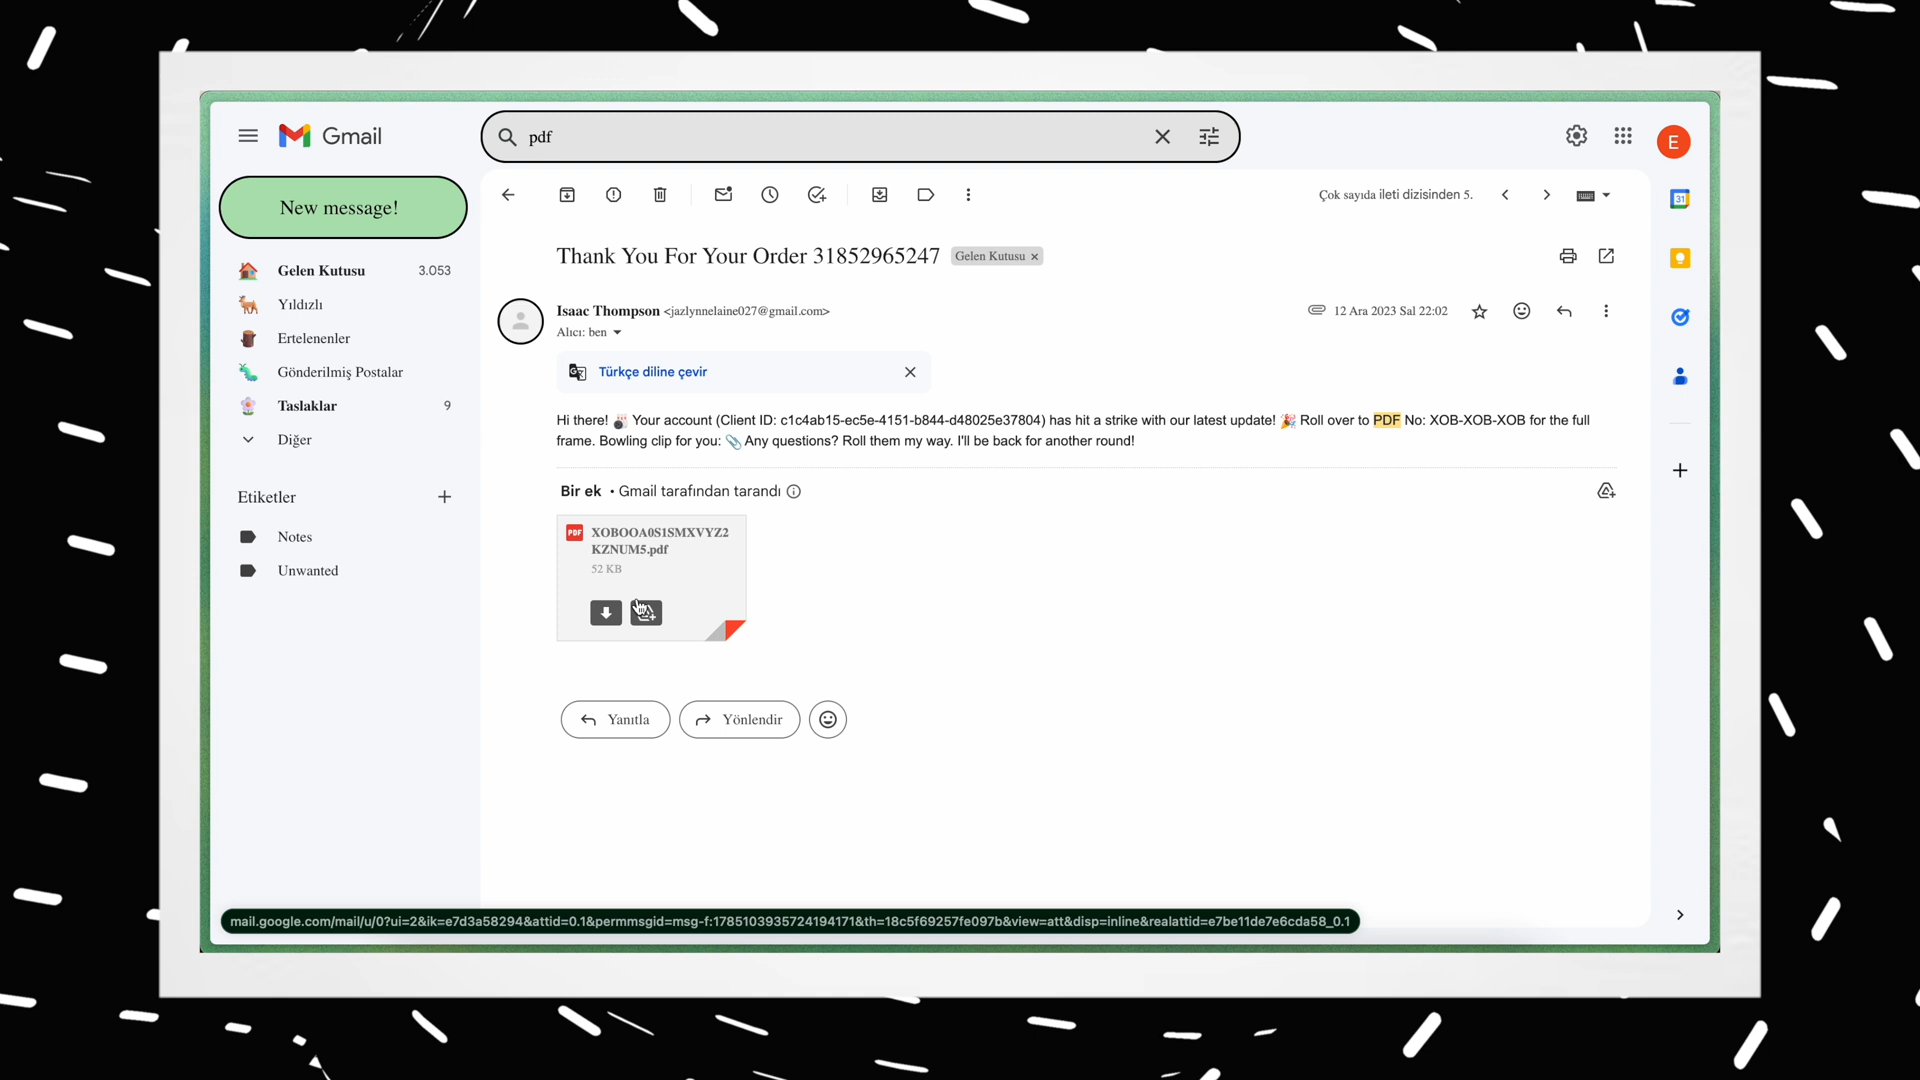 Gmail
pdf
E
New message!
Gelen Kutusu 3.053
Yıldızlı
Ertelenenler
Gönderilmiş Postalar
Taslaklar 9
Diğer
Etiketler
Notes
Unwanted
Çok sayıda ileti dizisinden 5.
31
Thank You For Your Order 31852965247 Gelen Kutusu ×
Isaac Thompson <jazlynnelaine027@gmail.com> 12 Ara 2023 Sal 22:02
Alıcı: ben
Türkçe diline çevir
Hi there! 🎳 Your account (Client ID: c1c4ab15-ec5e-4151-b844-d48025e37804) has hit a strike with our latest update! 🎉 Roll over to PDF No: XOB-XOB-XOB for the full
frame. Bowling clip for you: 📎 Any questions? Roll them my way. I'll be back for another round!
Bir ek • Gmail tarafından tarandı
PDF XOBOOA0S1SMXVYZ2
KZNUM5.pdf
52 KB
Yanıtla Yönlendir
mail.google.com/mail/u/0?ui=2&ik=e7d3a58294&attid=0.1&permmsgid=msg-f:1785103935724194171&th=18c5f69257fe097b&view=att&disp=inline&realattid=e7be11de7e6cda58_0.1